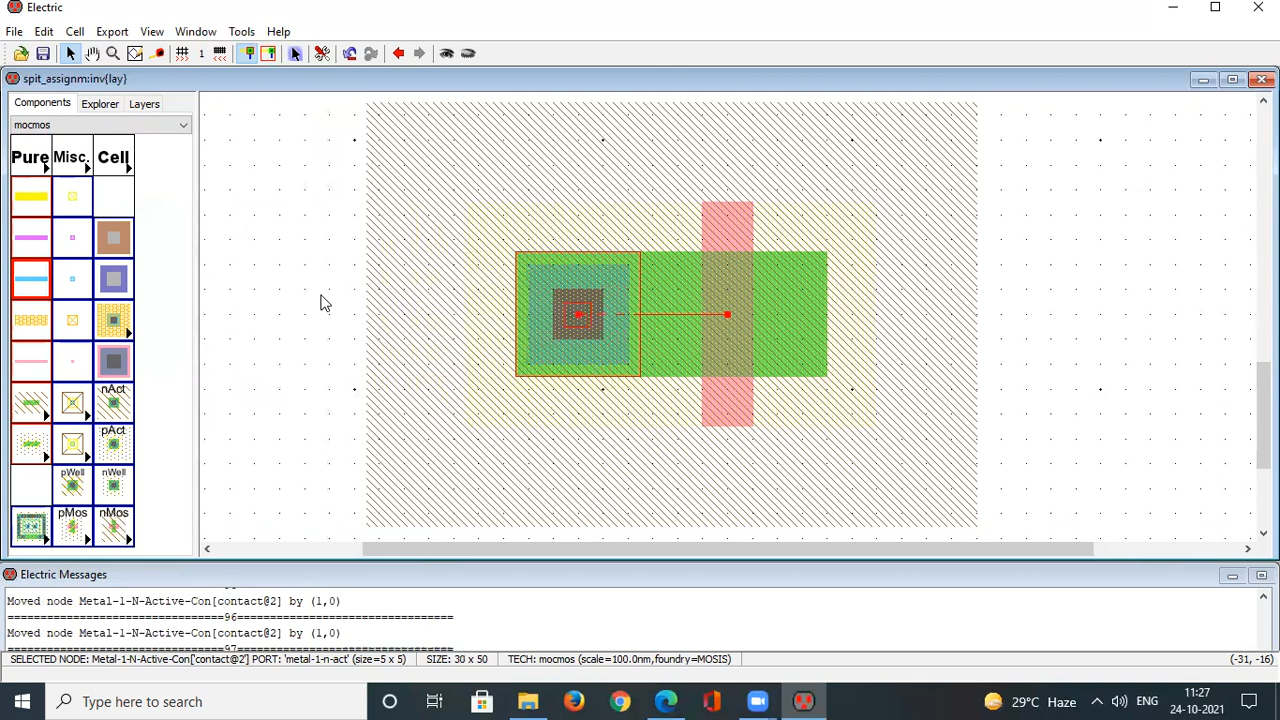 Electric
File Edit Cell Export View Window Tools Help
1
spit_assignm:inv{lay}
Components Explorer Layers
mocmos
Pure Misc. Cell
nAct
pAct
pWell nWell
pMos nMos
Electric Messages
Moved node Metal-1-N-Active-Con[contact@2] by (1,0)
=================================96=================================
Moved node Metal-1-N-Active-Con[contact@2] by (1,0)
=================================97=================================
SELECTED NODE: Metal-1-N-Active-Con['contact@2'] PORT: 'metal-1-n-act' (size=5 x 5) SIZE: 30 x 50 TECH: mocmos (scale=100.0nm,foundry=MOSIS) (-31, -16)
Type here to search
29°C Haze ENG 11:27
24-10-2021